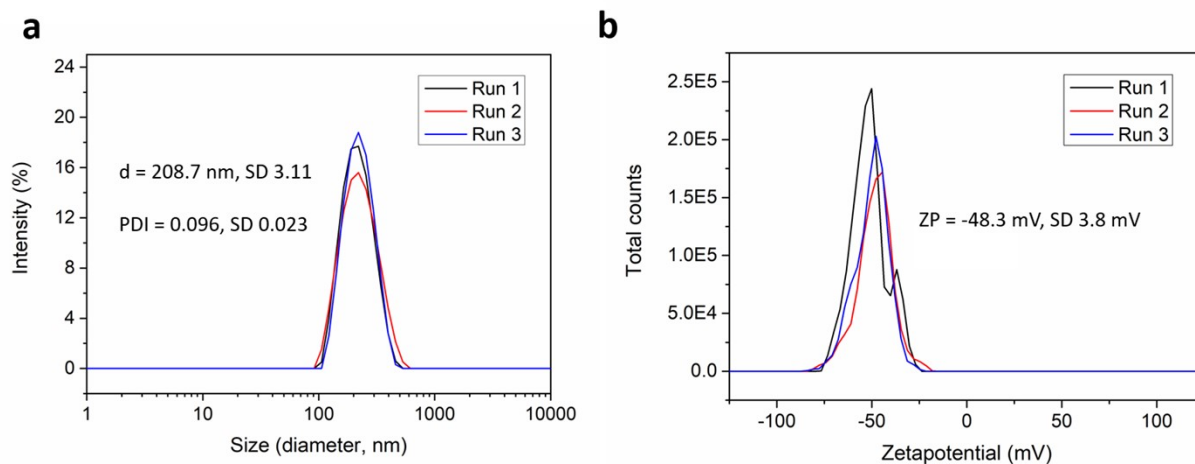 a
24
20
16
12
8
4
0
Intensity (%)
Run 1
Run 2
Run 3
d = 208.7 nm, SD 3.11
PDI = 0.096, SD 0.023
1
10
100
1000
10000
Size (diameter, nm)
b
2.5E5
2.0E5
1.5E5
1.0E5
5.0E4
0.0
Total counts
Run 1
Run 2
Run 3
ZP = -48.3 mV, SD 3.8 mV
-100
-50
0
50
100
Zetapotential (mV)